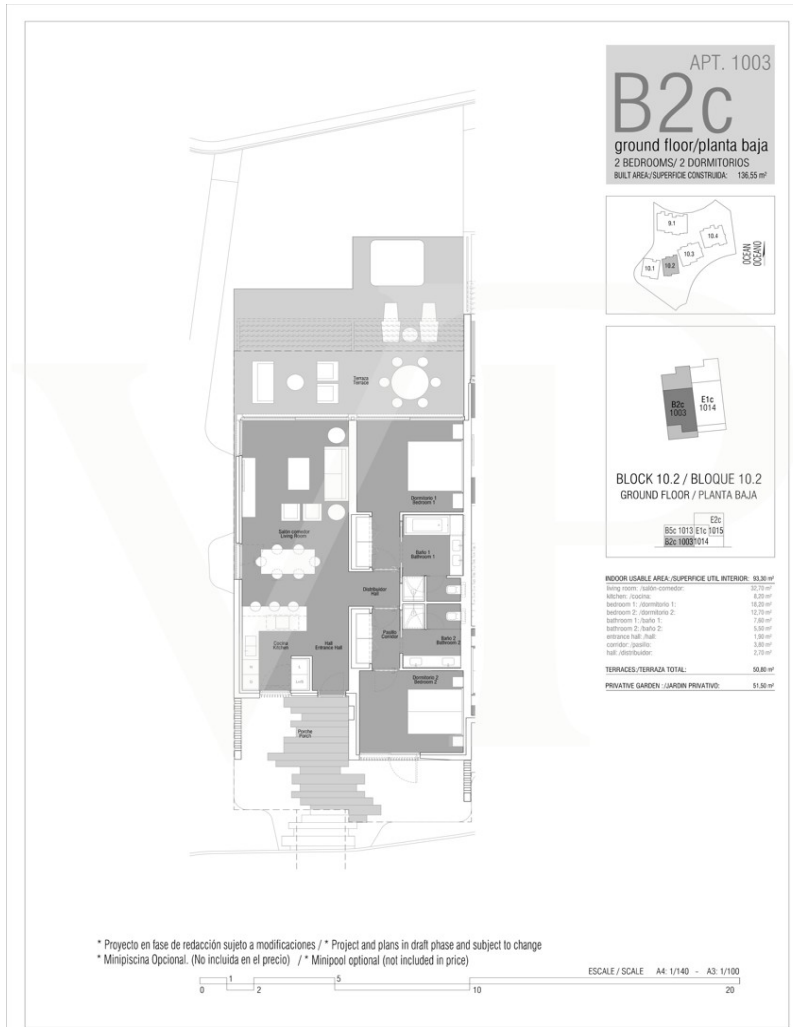 APT. 1003
B2c
ground floor/planta baja
2 BEDROOMS/ 2 DORMITORIOS
BUILT AREA:/SUPERFICIE CONSTRUIDA: 136,55 m²
9.1
10.4
10.3
10.2
10.1
OCEAN
OCEANO
B2c
1003
E1c
1014
BLOCK 10.2 / BLOQUE 10.2
GROUND FLOOR / PLANTA BAJA
E2c
B5c 1013 E1c 1015
B2c 1003 1014
INDOOR USABLE AREA:/SUPERFICIE UTIL INTERIOR: 93,30 m²
living room: /salón-comedor: 32,70 m²
kitchen: /cocina: 8,20 m²
bedroom 1: /dormitorio 1: 18,20 m²
bedroom 2: /dormitorio 2: 12,70 m²
bathroom 1: /baño 1: 7,60 m²
bathroom 2: /baño 2: 5,50 m²
entrance hall: /hall: 1,90 m²
corridor: /pasillo: 3,80 m²
hall: /distribuidor: 2,70 m²
TERRACES:/TERRAZA TOTAL: 50,80 m²
PRIVATIVE GARDEN :/JARDIN PRIVATIVO: 51,50 m²
Terraza
Terrace
Dormitorio 1
Bedroom 1
Salón-comedor
Living Room
Baño 1
Bathroom 1
Distribuidor
Hall
Pasillo
Corridor
Baño 2
Bathroom 2
Cocina
Kitchen
Hall
Entrance Hall
Dormitorio 2
Bedroom 2
Porche
Porch
* Proyecto en fase de redacción sujeto a modificaciones / * Project and plans in draft phase and subject to change
* Minipiscina Opcional. (No incluida en el precio) / * Minipool optional (not included in price)
ESCALE / SCALE A4: 1/140 - A3: 1/100
0 1 2 5 10 20